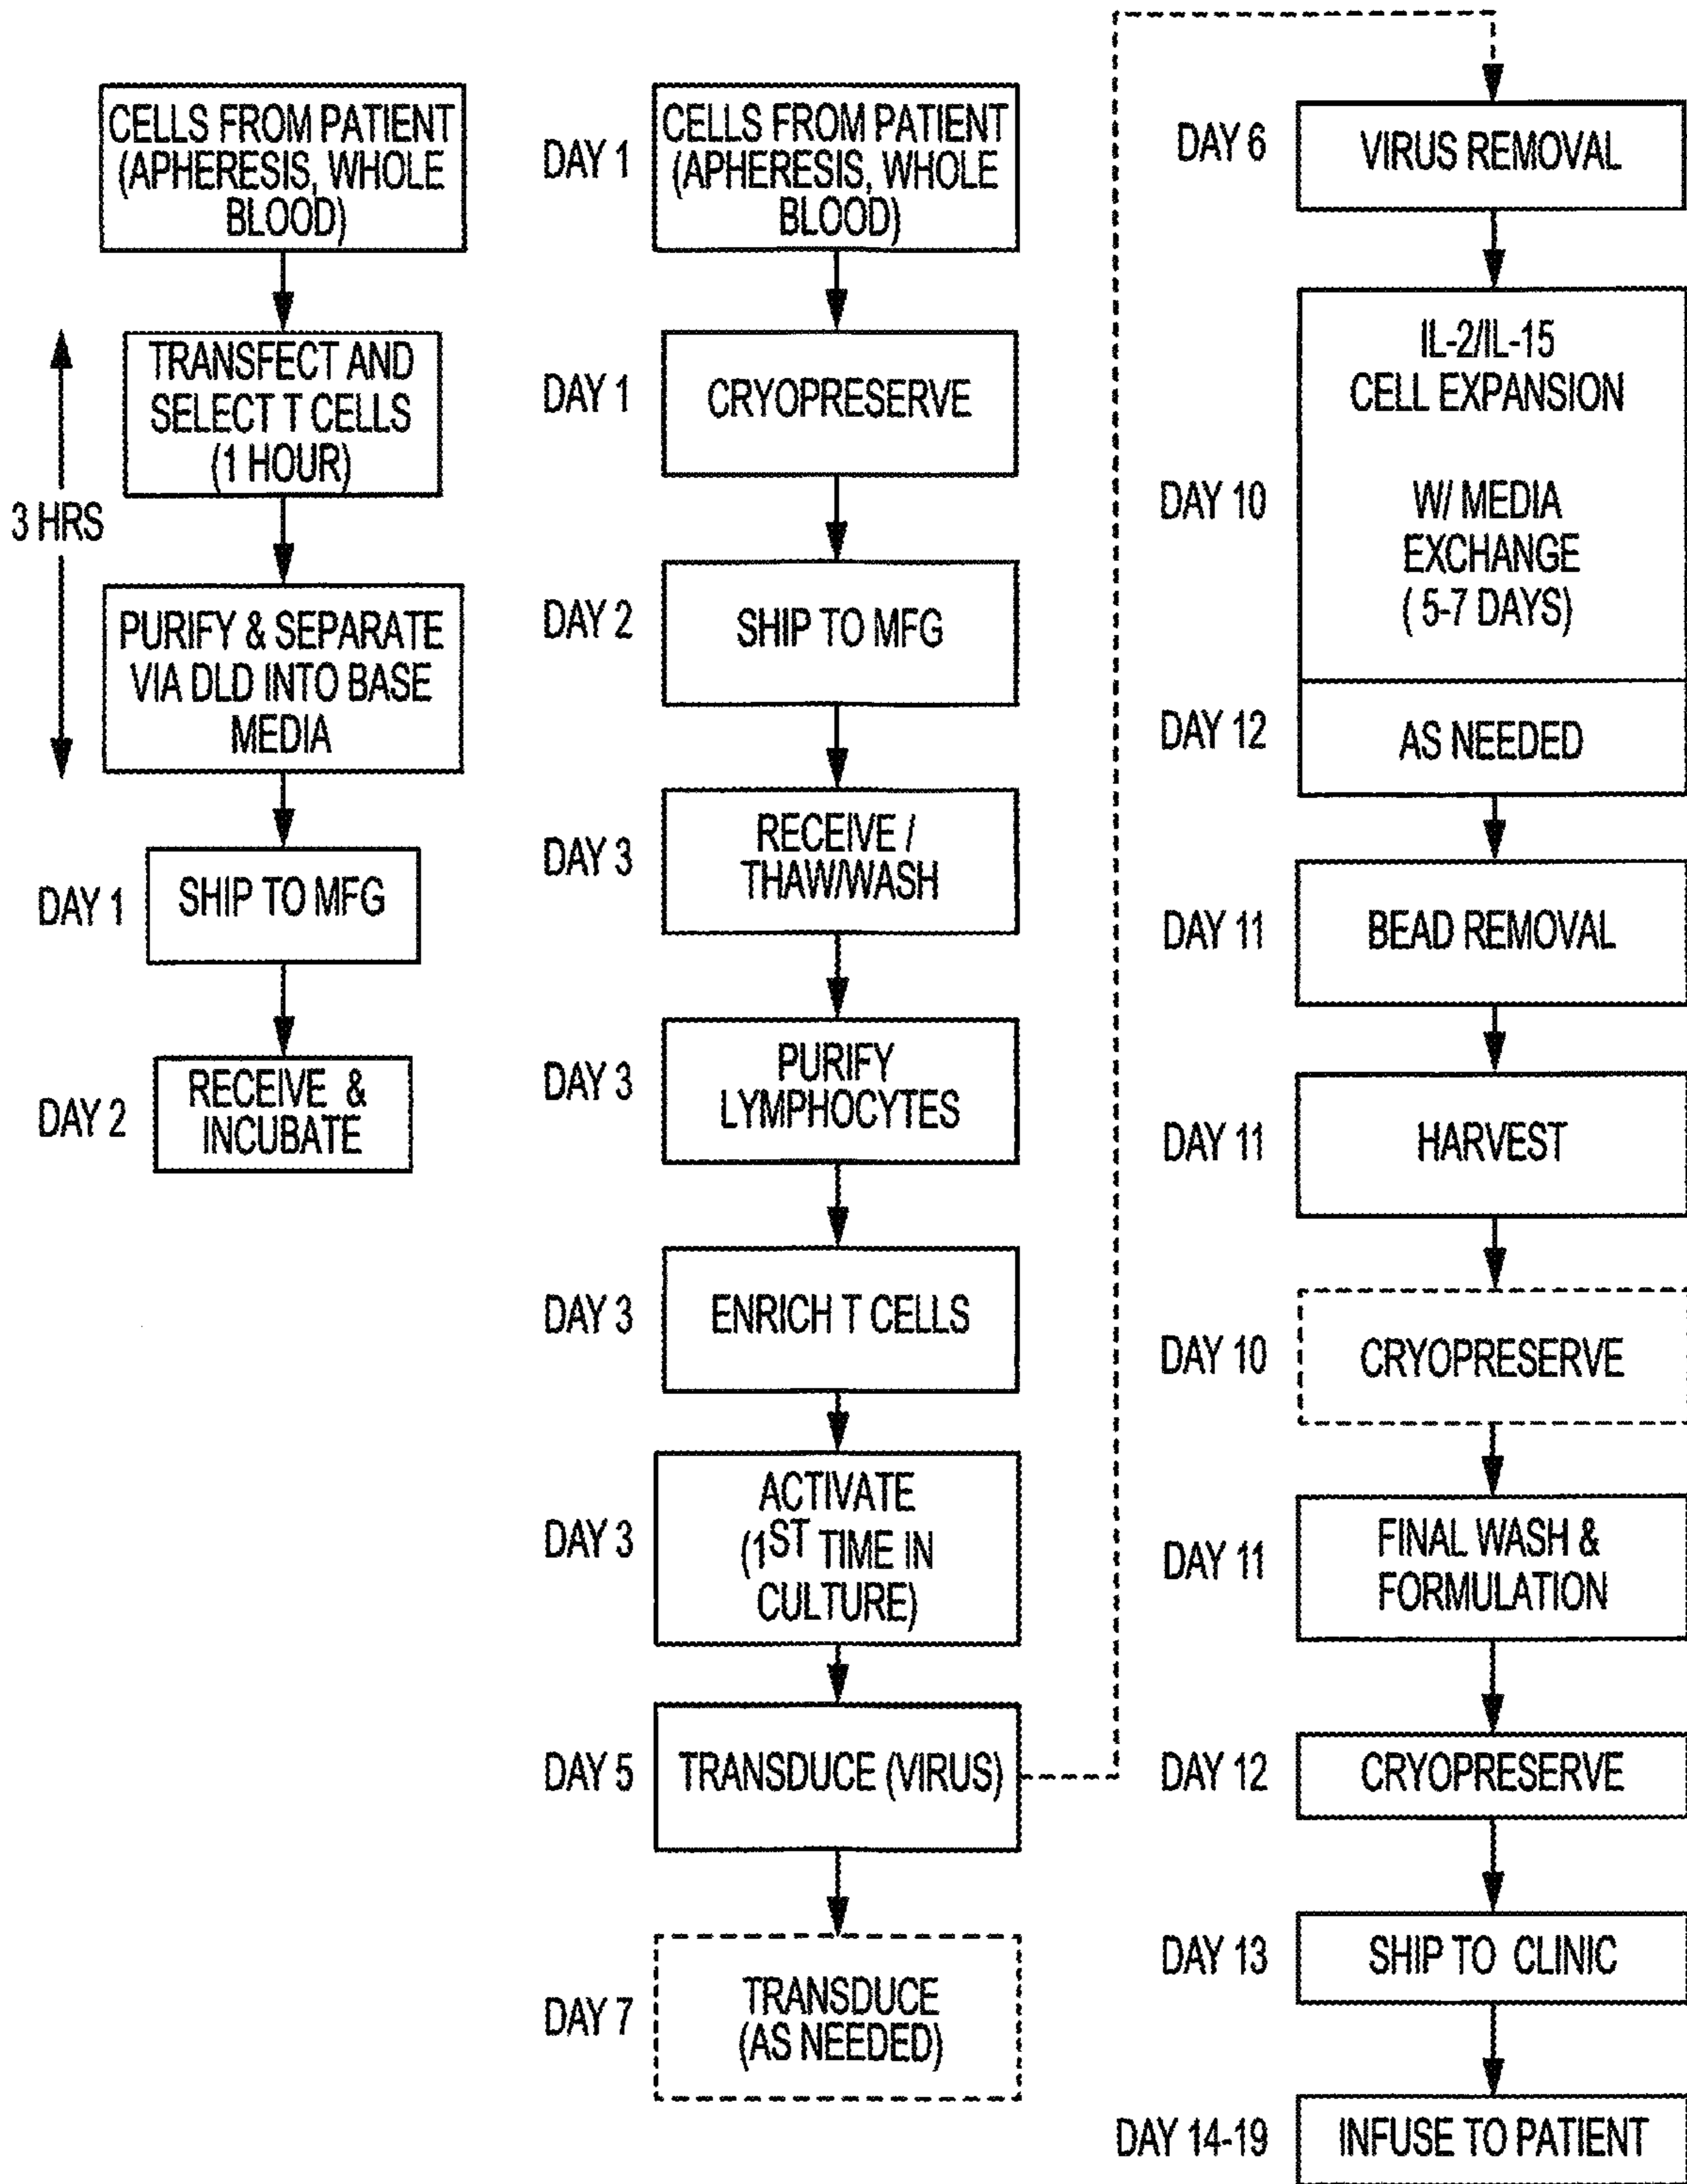 CELLS FROM PATIENT
(APHERESIS, WHOLE
BLOOD)
3 HRS
TRANSFECT AND
SELECT T CELLS
(1 HOUR)
PURIFY & SEPARATE
VIA DLD INTO BASE
MEDIA
DAY 1
SHIP TO MFG
DAY 2
RECEIVE &
INCUBATE
DAY 1
CELLS FROM PATIENT
(APHERESIS, WHOLE
BLOOD)
DAY 1
CRYOPRESERVE
DAY 2
SHIP TO MFG
DAY 3
RECEIVE /
THAW/WASH
DAY 3
PURIFY
LYMPHOCYTES
DAY 3
ENRICH T CELLS
DAY 3
ACTIVATE
(1ST TIME IN
CULTURE)
DAY 5
TRANSDUCE (VIRUS)
DAY 7
TRANSDUCE
(AS NEEDED)
DAY 6
VIRUS REMOVAL
IL-2/IL-15
CELL EXPANSION
DAY 10
W/ MEDIA
EXCHANGE
( 5-7 DAYS)
DAY 12
AS NEEDED
DAY 11
BEAD REMOVAL
DAY 11
HARVEST
DAY 10
CRYOPRESERVE
DAY 11
FINAL WASH &
FORMULATION
DAY 12
CRYOPRESERVE
DAY 13
SHIP TO CLINIC
DAY 14-19
INFUSE TO PATIENT